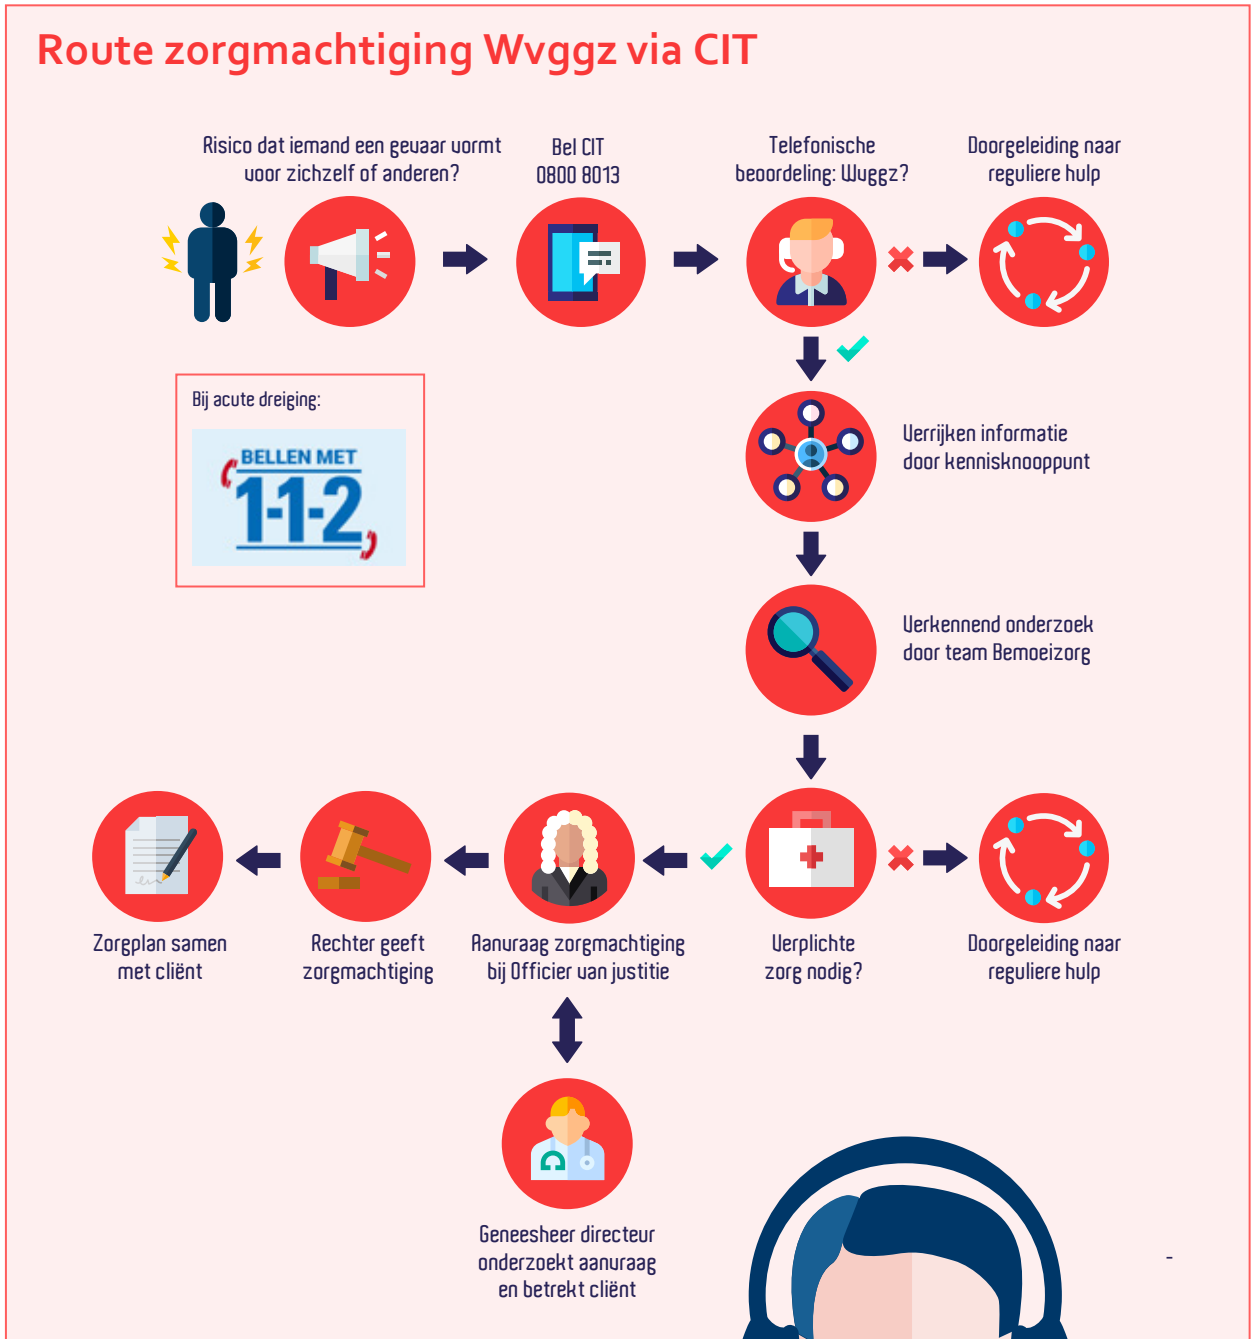 Route zorgmachtiging Wvggz via CIT
Risico dat iemand een gevaar vormt
voor zichzelf of anderen?
Bel CIT
0800 8013
Telefonische
beoordeling: Wvggz?
Doorgeleiding naar
reguliere hulp
Bij acute dreiging:
BELLEN MET
1-1-2
Verrijken informatie
door kennisknooppunt
Verkennend onderzoek
door team Bemoeizorg
Zorgplan samen
met cliënt
Rechter geeft
zorgmachtiging
Aanvraag zorgmachtiging
bij Officier van justitie
Verplichte
zorg nodig?
Doorgeleiding naar
reguliere hulp
Geneesheer directeur
onderzoekt aanvraag
en betrekt cliënt
-